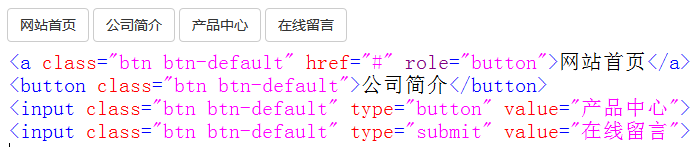 网站首页 公司简介 产品中心 在线留言
<a class="btn btn-default" href="#" role="button">网站首页</a>
<button class="btn btn-default">公司简介</button>
<input class="btn btn-default" type="button" value="产品中心">
<input class="btn btn-default" type="submit" value="在线留言">